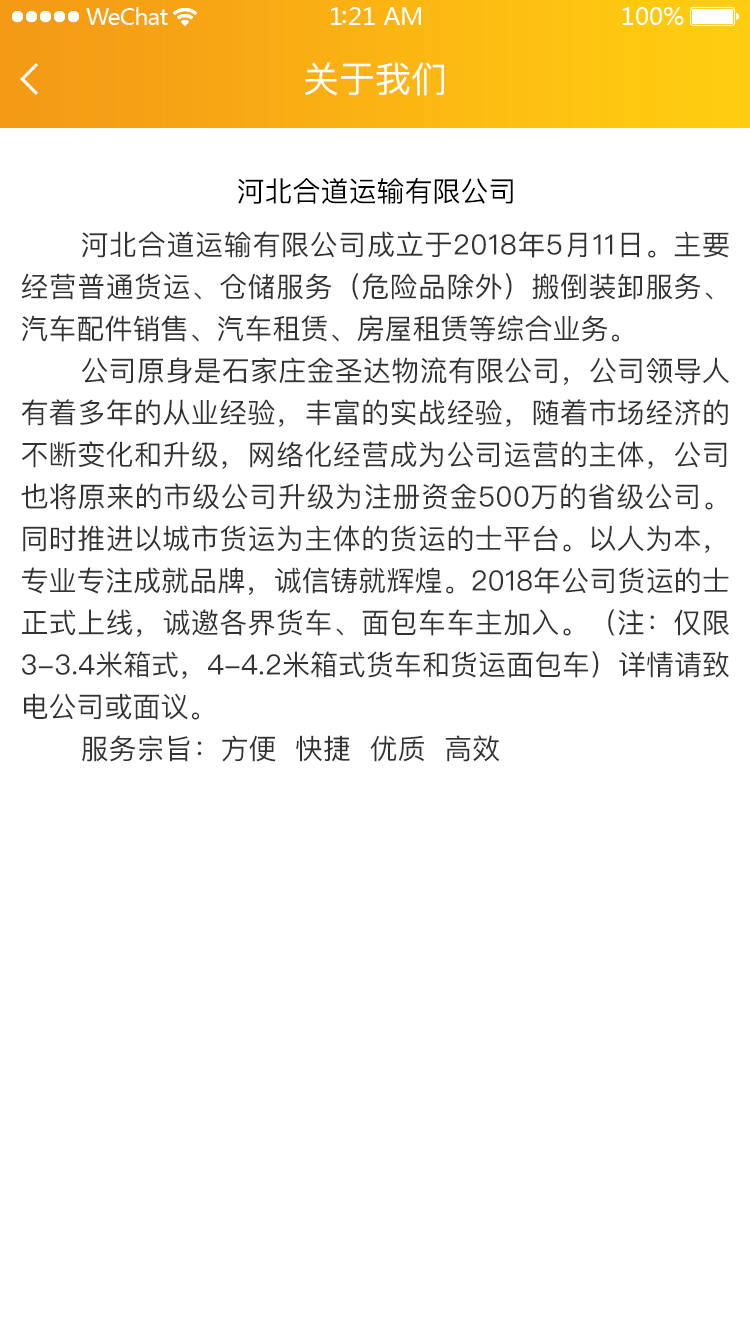 WeChat 1:21 AM 100%
关于我们
河北合道运输有限公司
河北合道运输有限公司成立于2018年5月11日。主要
经营普通货运、仓储服务（危险品除外）搬倒装卸服务、
汽车配件销售、汽车租赁、房屋租赁等综合业务。
公司原身是石家庄金圣达物流有限公司，公司领导人
有着多年的从业经验，丰富的实战经验，随着市场经济的
不断变化和升级，网络化经营成为公司运营的主体，公司
也将原来的市级公司升级为注册资金500万的省级公司。
同时推进以城市货运为主体的货运的士平台。以人为本，
专业专注成就品牌，诚信铸就辉煌。2018年公司货运的士
正式上线，诚邀各界货车、面包车车主加入。（注：仅限
3-3.4米箱式，4-4.2米箱式货车和货运面包车）详情请致
电公司或面议。
服务宗旨：方便 快捷 优质 高效